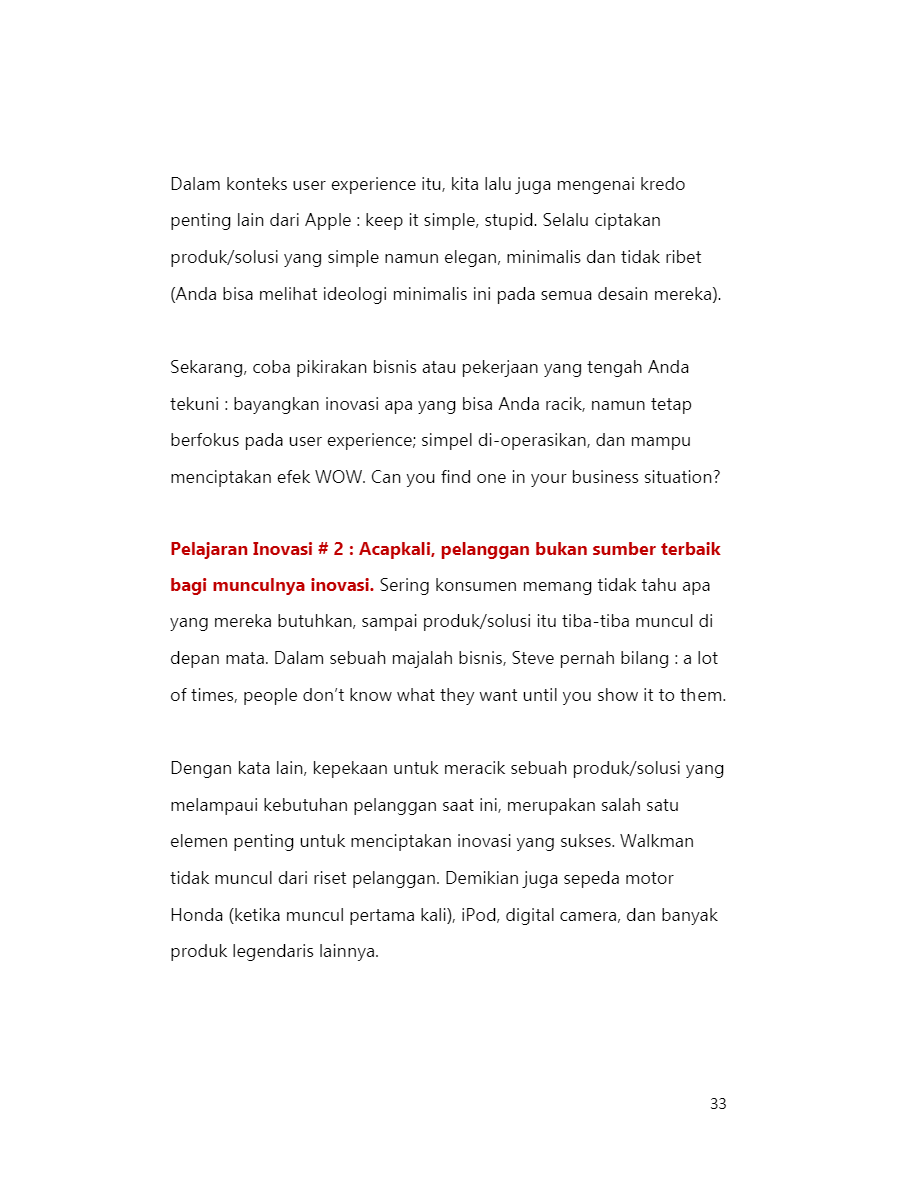 Dalam konteks user experience itu, kita lalu juga mengenai kredo
penting lain dari Apple : keep it simple, stupid. Selalu ciptakan
produk/solusi yang simple namun elegan, minimalis dan tidak ribet
(Anda bisa melihat ideologi minimalis ini pada semua desain mereka).
Sekarang, coba pikirakan bisnis atau pekerjaan yang tengah Anda
tekuni : bayangkan inovasi apa yang bisa Anda racik, namun tetap
berfokus pada user experience; simpel di-operasikan, dan mampu
menciptakan efek WOW. Can you find one in your business situation?
Pelajaran Inovasi # 2 : Acapkali, pelanggan bukan sumber terbaik
bagi munculnya inovasi. Sering konsumen memang tidak tahu apa
yang mereka butuhkan, sampai produk/solusi itu tiba-tiba muncul di
depan mata. Dalam sebuah majalah bisnis, Steve pernah bilang : a lot
of times, people don’t know what they want until you show it to them.
Dengan kata lain, kepekaan untuk meracik sebuah produk/solusi yang
melampaui kebutuhan pelanggan saat ini, merupakan salah satu
elemen penting untuk menciptakan inovasi yang sukses. Walkman
tidak muncul dari riset pelanggan. Demikian juga sepeda motor
Honda (ketika muncul pertama kali), iPod, digital camera, dan banyak
produk legendaris lainnya.
33